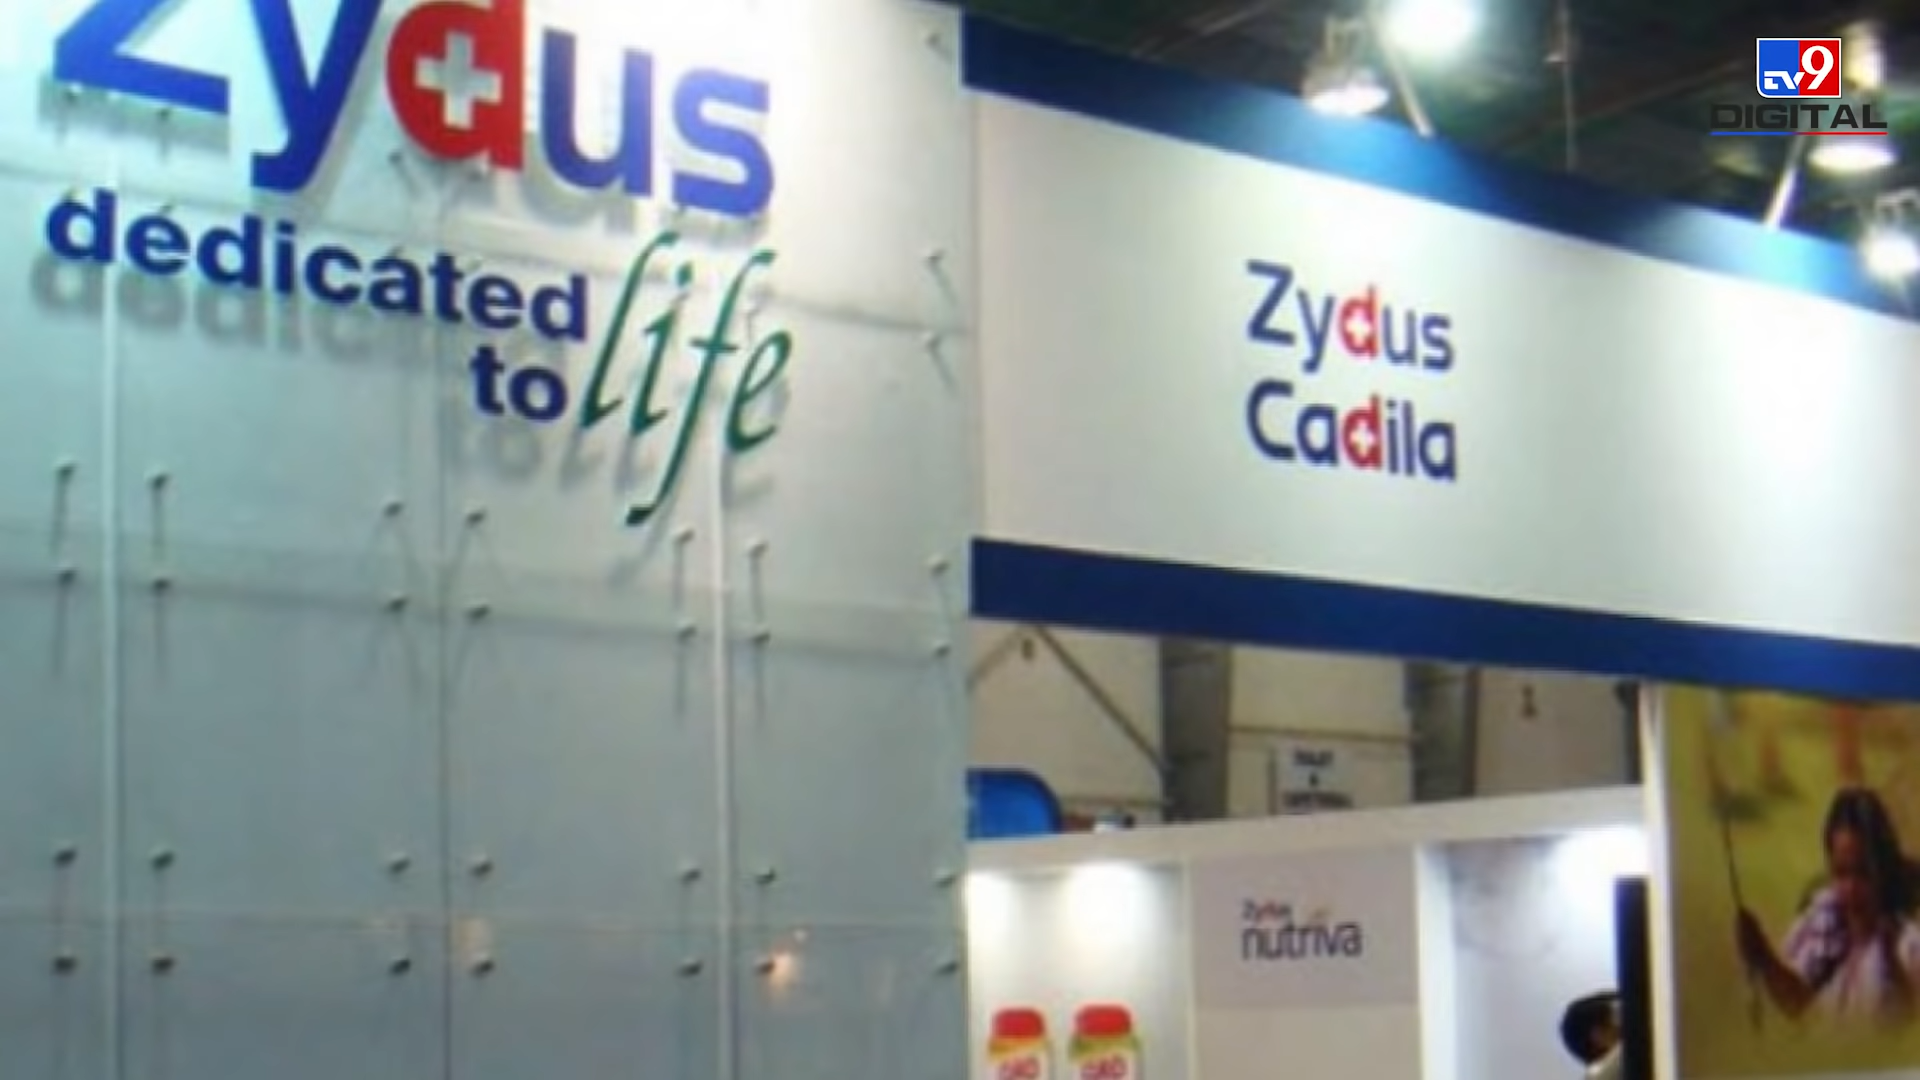 Zydus
dedicated
to life
Zydus
Cadila
Zydus
nutriva
TV9
DIGITAL